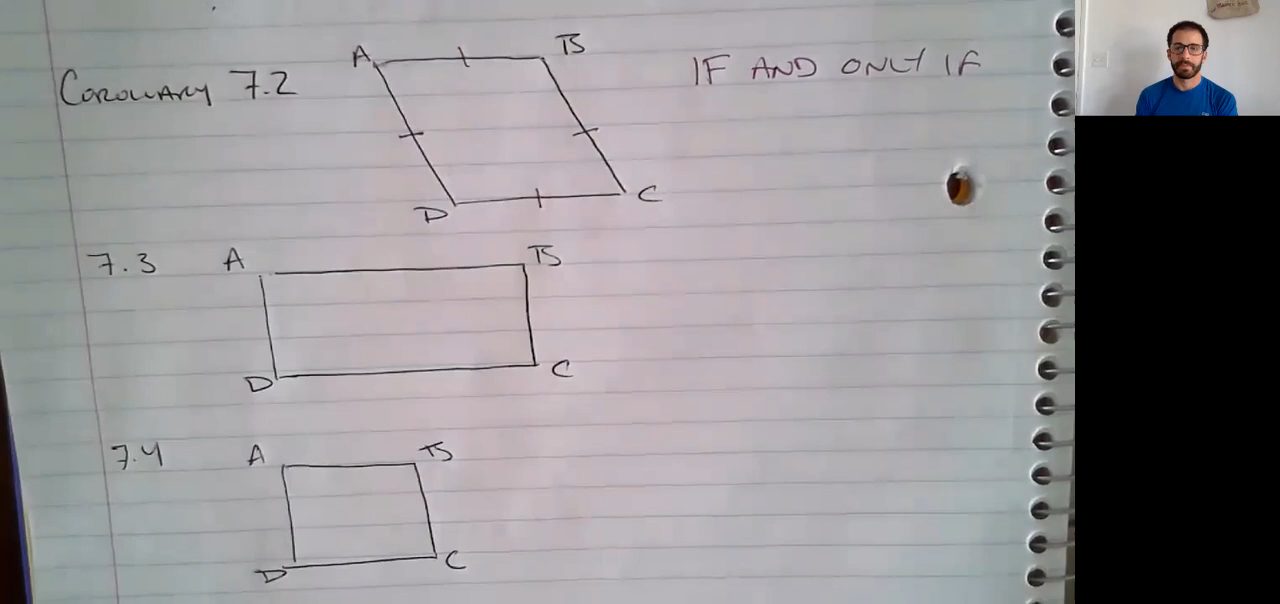 A B
COROLLARY 7.2 IF AND ONLY IF
D C
7.3 A B
D C
7.4 A B
D C